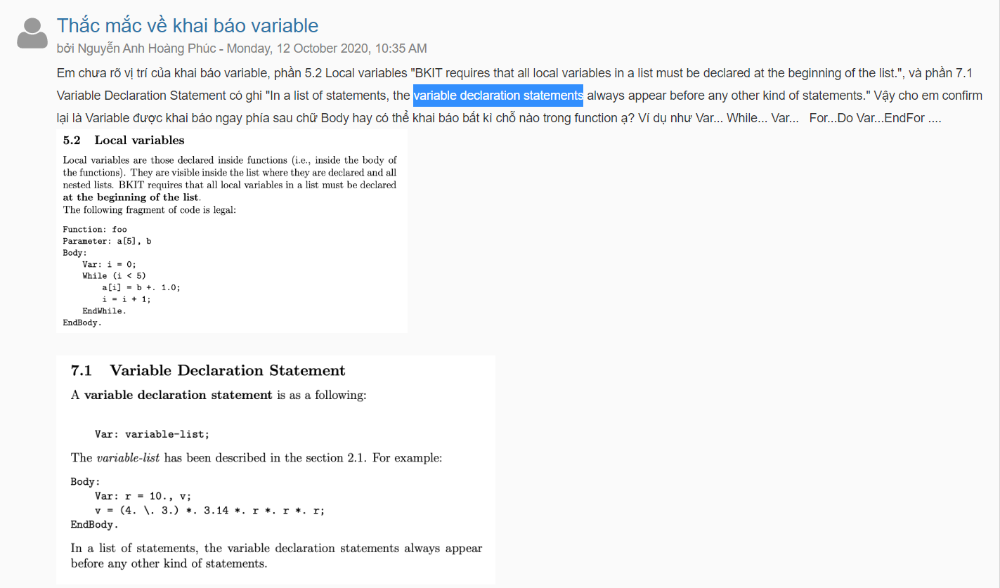 Thắc mắc về khai báo variable
bởi Nguyễn Anh Hoàng Phúc - Monday, 12 October 2020, 10:35 AM
Em chưa rõ vị trí của khai báo variable, phần 5.2 Local variables "BKIT requires that all local variables in a list must be declared at the beginning of the list.", và phần 7.1
Variable Declaration Statement có ghi "In a list of statements, the variable declaration statements always appear before any other kind of statements." Vậy cho em confirm
lại là Variable được khai báo ngay phía sau chữ Body hay có thể khai báo bất kì chỗ nào trong function ạ? Ví dụ như Var... While... Var... For...Do Var...EndFor ....
5.2 Local variables
Local variables are those declared inside functions (i.e., inside the body of
the functions). They are visible inside the list where they are declared and all
nested lists. BKIT requires that all local variables in a list must be declared
at the beginning of the list.
The following fragment of code is legal:
Function: foo
Parameter: a[5], b
Body:
Var: i = 0;
While (i < 5)
a[i] = b +. 1.0;
i = i + 1;
EndWhile.
EndBody.
7.1 Variable Declaration Statement
A variable declaration statement is as a following:
Var: variable-list;
The variable-list has been described in the section 2.1. For example:
Body:
Var: r = 10., v;
v = (4. \. 3.) *. 3.14 *. r *. r *. r;
EndBody.
In a list of statements, the variable declaration statements always appear
before any other kind of statements.